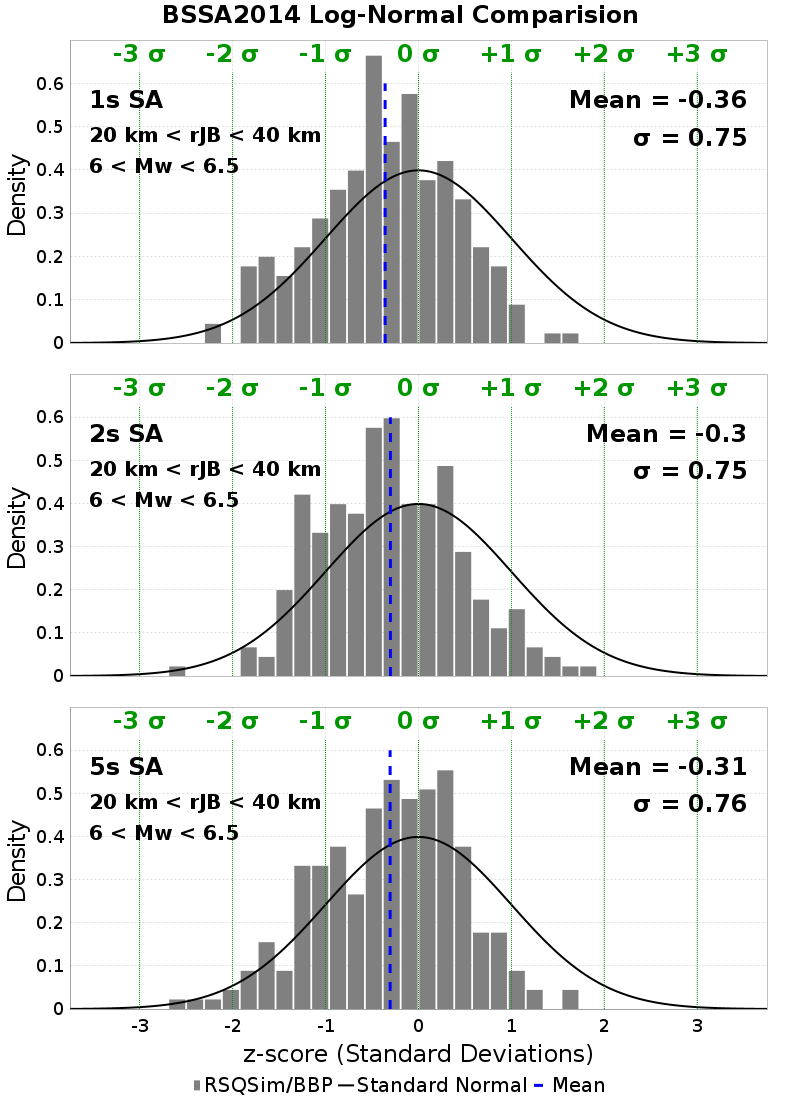 BSSA2014 Log-Normal Comparision
-3 σ -2 σ -1 σ 0 σ +1 σ +2 σ +3 σ
1s SA
Mean = -0.36
20 km < rJB < 40 km
σ = 0.75
6 < Mw < 6.5
Density
0.6
0.5
0.4
0.3
0.2
0.1
0
-3 σ -2 σ -1 σ 0 σ +1 σ +2 σ +3 σ
2s SA
Mean = -0.3
20 km < rJB < 40 km
σ = 0.75
6 < Mw < 6.5
Density
0.6
0.5
0.4
0.3
0.2
0.1
0
-3 σ -2 σ -1 σ 0 σ +1 σ +2 σ +3 σ
5s SA
Mean = -0.31
20 km < rJB < 40 km
σ = 0.76
6 < Mw < 6.5
Density
0.6
0.5
0.4
0.3
0.2
0.1
0
-3 -2 -1 0 1 2 3
z-score (Standard Deviations)
RSQSim/BBP Standard Normal Mean